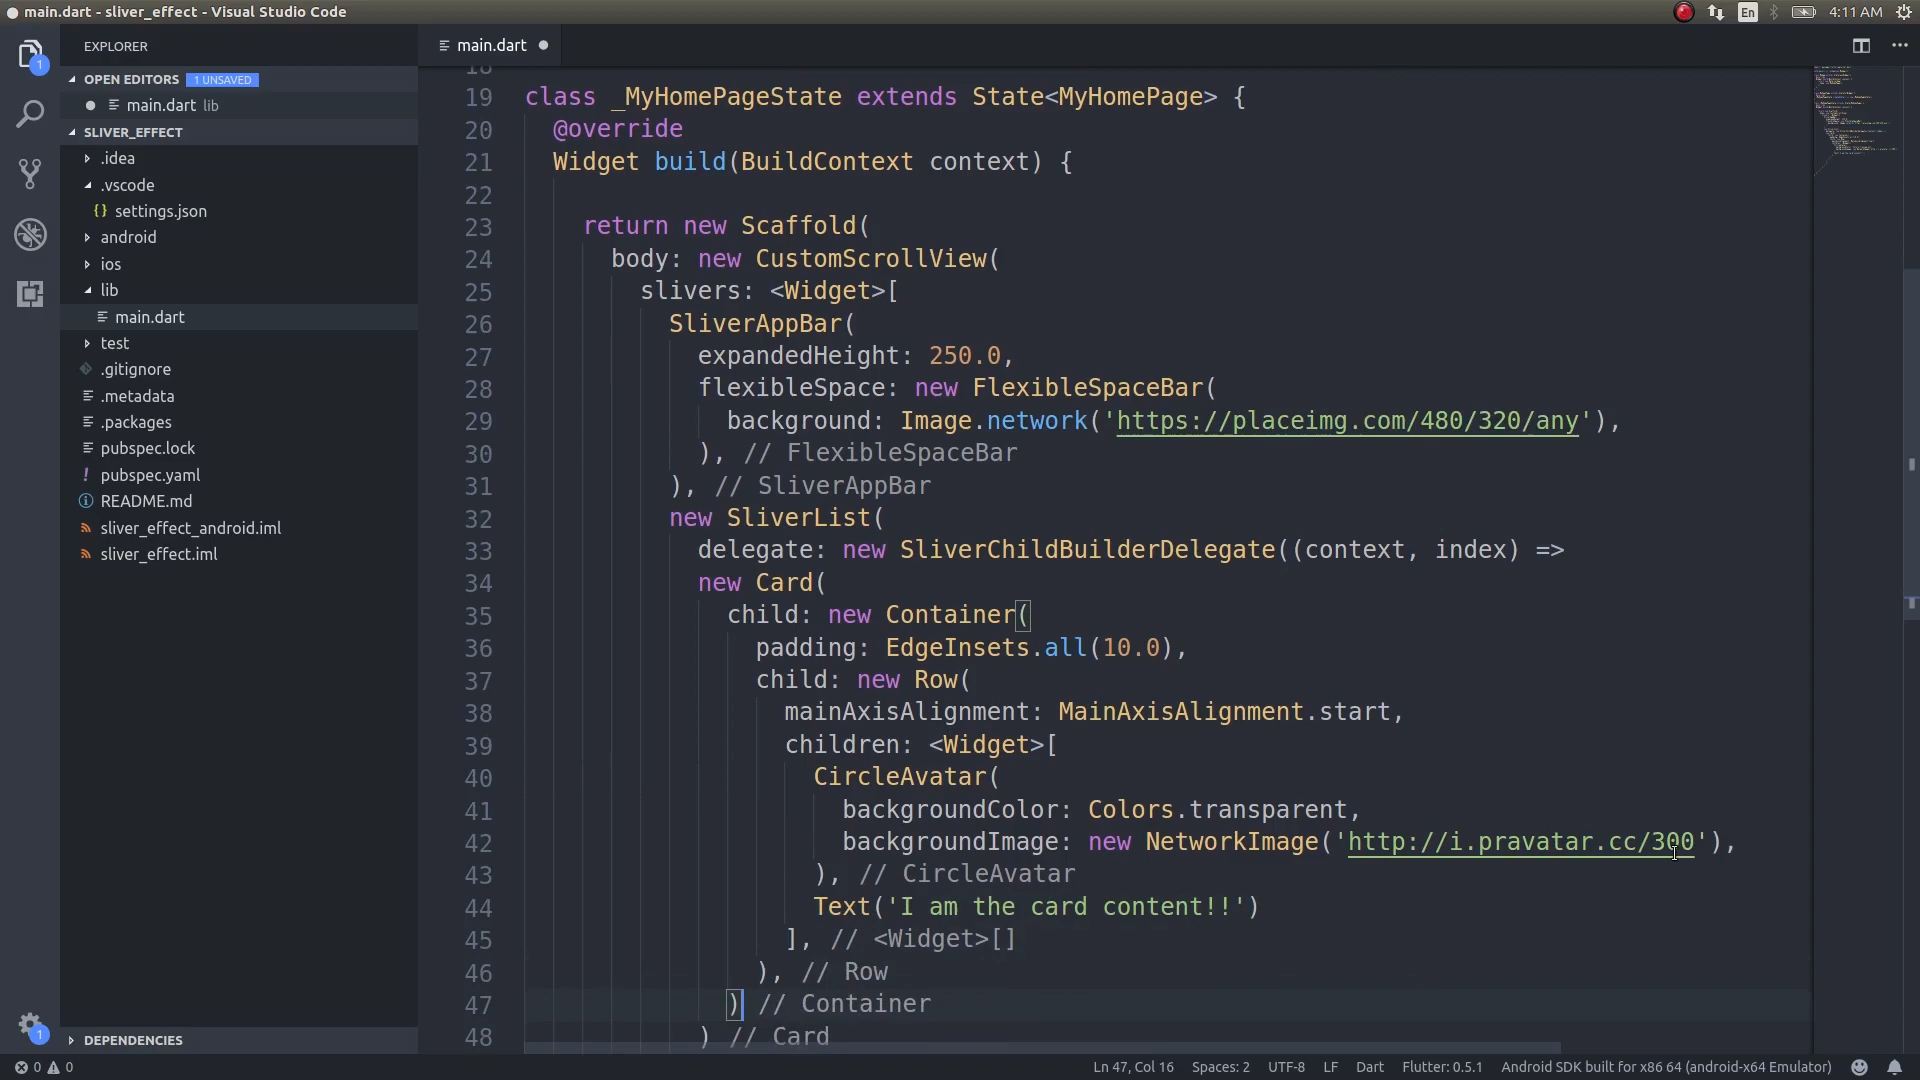 main.dart - sliver_effect - Visual Studio Code
En
4:11 AM
1
EXPLORER
OPEN EDITORS 1 UNSAVED
main.dart lib
SLIVER_EFFECT
.idea
.vscode
{} settings.json
android
ios
lib
main.dart
test
.gitignore
.metadata
.packages
pubspec.lock
! pubspec.yaml
README.md
sliver_effect_android.iml
sliver_effect.iml
DEPENDENCIES
1
main.dart
18
19 class _MyHomePageState extends State<MyHomePage> {
20 @override
21 Widget build(BuildContext context) {
22
23 return new Scaffold(
24 body: new CustomScrollView(
25 slivers: <Widget>[
26 SliverAppBar(
27 expandedHeight: 250.0,
28 flexibleSpace: new FlexibleSpaceBar(
29 background: Image.network('https://placeimg.com/480/320/any'),
30 ), // FlexibleSpaceBar
31 ), // SliverAppBar
32 new SliverList(
33 delegate: new SliverChildBuilderDelegate((context, index) =>
34 new Card(
35 child: new Container(
36 padding: EdgeInsets.all(10.0),
37 child: new Row(
38 mainAxisAlignment: MainAxisAlignment.start,
39 children: <Widget>[
40 CircleAvatar(
41 backgroundColor: Colors.transparent,
42 backgroundImage: new NetworkImage('http://i.pravatar.cc/300'),
43 ), // CircleAvatar
44 Text('I am the card content!!')
45 ], // <Widget>[]
46 ), // Row
47 ) // Container
48 ) // Card
0 0
Ln 47, Col 16 Spaces: 2 UTF-8 LF Dart Flutter: 0.5.1 Android SDK built for x86 64 (android-x64 Emulator)